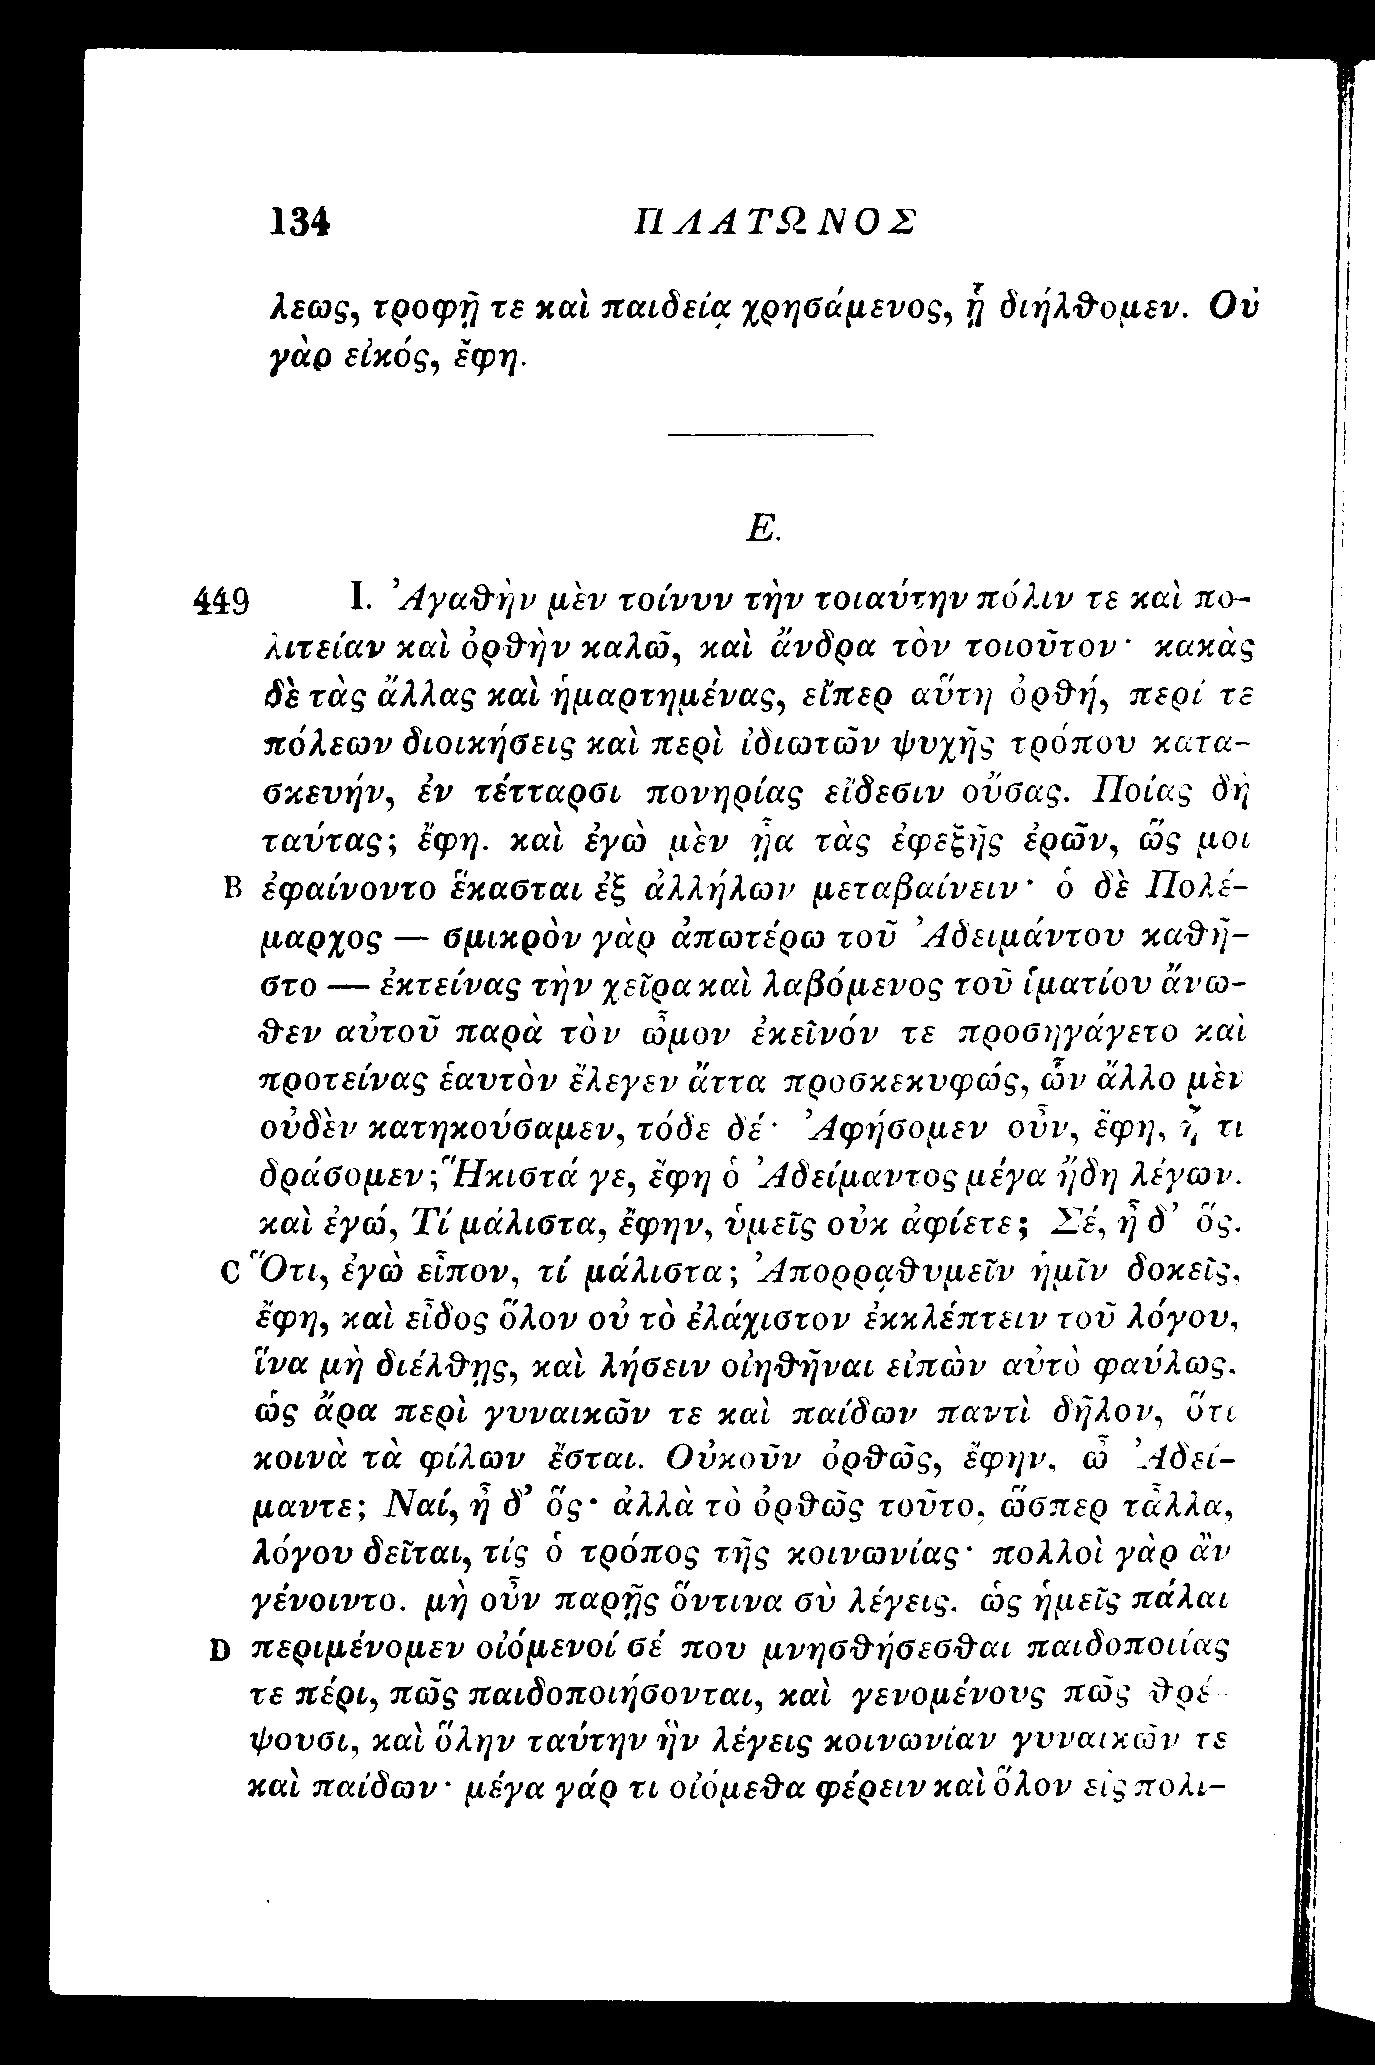 134 ΠΛΑΤΩΝΟΣ
λεως, τροφῇ τε καὶ παιδείᾳ χρησάμενος, ᾗ διήλθομεν. Οὐ
γὰρ εἰκός, ἔφη.
Ε.
449 I. Ἀγαθὴν μὲν τοίνυν τὴν τοιαύτην πόλιν τε καὶ πο-
λιτείαν καὶ ὀρθὴν καλῶ, καὶ ἄνδρα τὸν τοιοῦτον· κακὰς
δὲ τὰς ἄλλας καὶ ἡμαρτημένας, εἴπερ αὕτη ὀρθή, περί τε
πόλεων διοικήσεις καὶ περὶ ἰδιωτῶν ψυχῆς τρόπου κατα-
σκευήν, ἐν τέτταρσι πονηρίας εἴδεσιν οὔσας. Ποίας δὴ
ταύτας; ἔφη. καὶ ἐγὼ μὲν ᾖα τὰς ἐφεξῆς ἐρῶν, ὥς μοι
B ἐφαίνοντο ἕκασται ἐξ ἀλλήλων μεταβαίνειν· ὁ δὲ Πολέ-
μαρχος — σμικρὸν γὰρ ἀπωτέρω τοῦ Ἀδειμάντου καθῆ-
στο — ἐκτείνας τὴν χεῖρα καὶ λαβόμενος τοῦ ἱματίου ἄνω-
θεν αὐτοῦ παρὰ τὸν ὦμον ἐκεῖνόν τε προσηγάγετο καὶ
προτείνας ἑαυτὸν ἔλεγεν ἄττα προσκεκυφώς, ὧν ἄλλο μὲν
οὐδὲν κατηκούσαμεν, τόδε δέ· Ἀφήσομεν οὖν, ἔφη, ἤ τι
δράσομεν; Ἥκιστά γε, ἔφη ὁ Ἀδείμαντος μέγα ἤδη λέγων.
καὶ ἐγώ, Τί μάλιστα, ἔφην, ὑμεῖς οὐκ ἀφίετε; Σέ, ἦ δ’ ὅς.
C Ὅτι, ἐγὼ εἶπον, τί μάλιστα; Ἀπορρᾳθυμεῖν ἡμῖν δοκεῖς,
ἔφη, καὶ εἶδος ὅλον οὐ τὸ ἐλάχιστον ἐκκλέπτειν τοῦ λόγου,
ἵνα μὴ διέλθῃς, καὶ λήσειν οἰηθῆναι εἰπὼν αὐτὸ φαύλως,
ὡς ἄρα περὶ γυναικῶν τε καὶ παίδων παντὶ δῆλον, ὅτι
κοινὰ τὰ φίλων ἔσται. Οὐκοῦν ὀρθῶς, ἔφην, ὦ Ἀδεί-
μαντε; Ναί, ἦ δ’ ὅς· ἀλλὰ τὸ ὀρθῶς τοῦτο, ὥσπερ τἆλλα,
λόγου δεῖται, τίς ὁ τρόπος τῆς κοινωνίας· πολλοὶ γὰρ ἂν
γένοιντο. μὴ οὖν παρῇς ὅντινα σὺ λέγεις. ὡς ἡμεῖς πάλαι
D περιμένομεν οἰόμενοί σέ που μνησθήσεσθαι παιδοποιίας
τε πέρι, πῶς παιδοποιήσονται, καὶ γενομένους πῶς θρέ-
ψουσι, καὶ ὅλην ταύτην ἣν λέγεις κοινωνίαν γυναικῶν τε
καὶ παίδων· μέγα γάρ τι οἰόμεθα φέρειν καὶ ὅλον εἰς πολι-